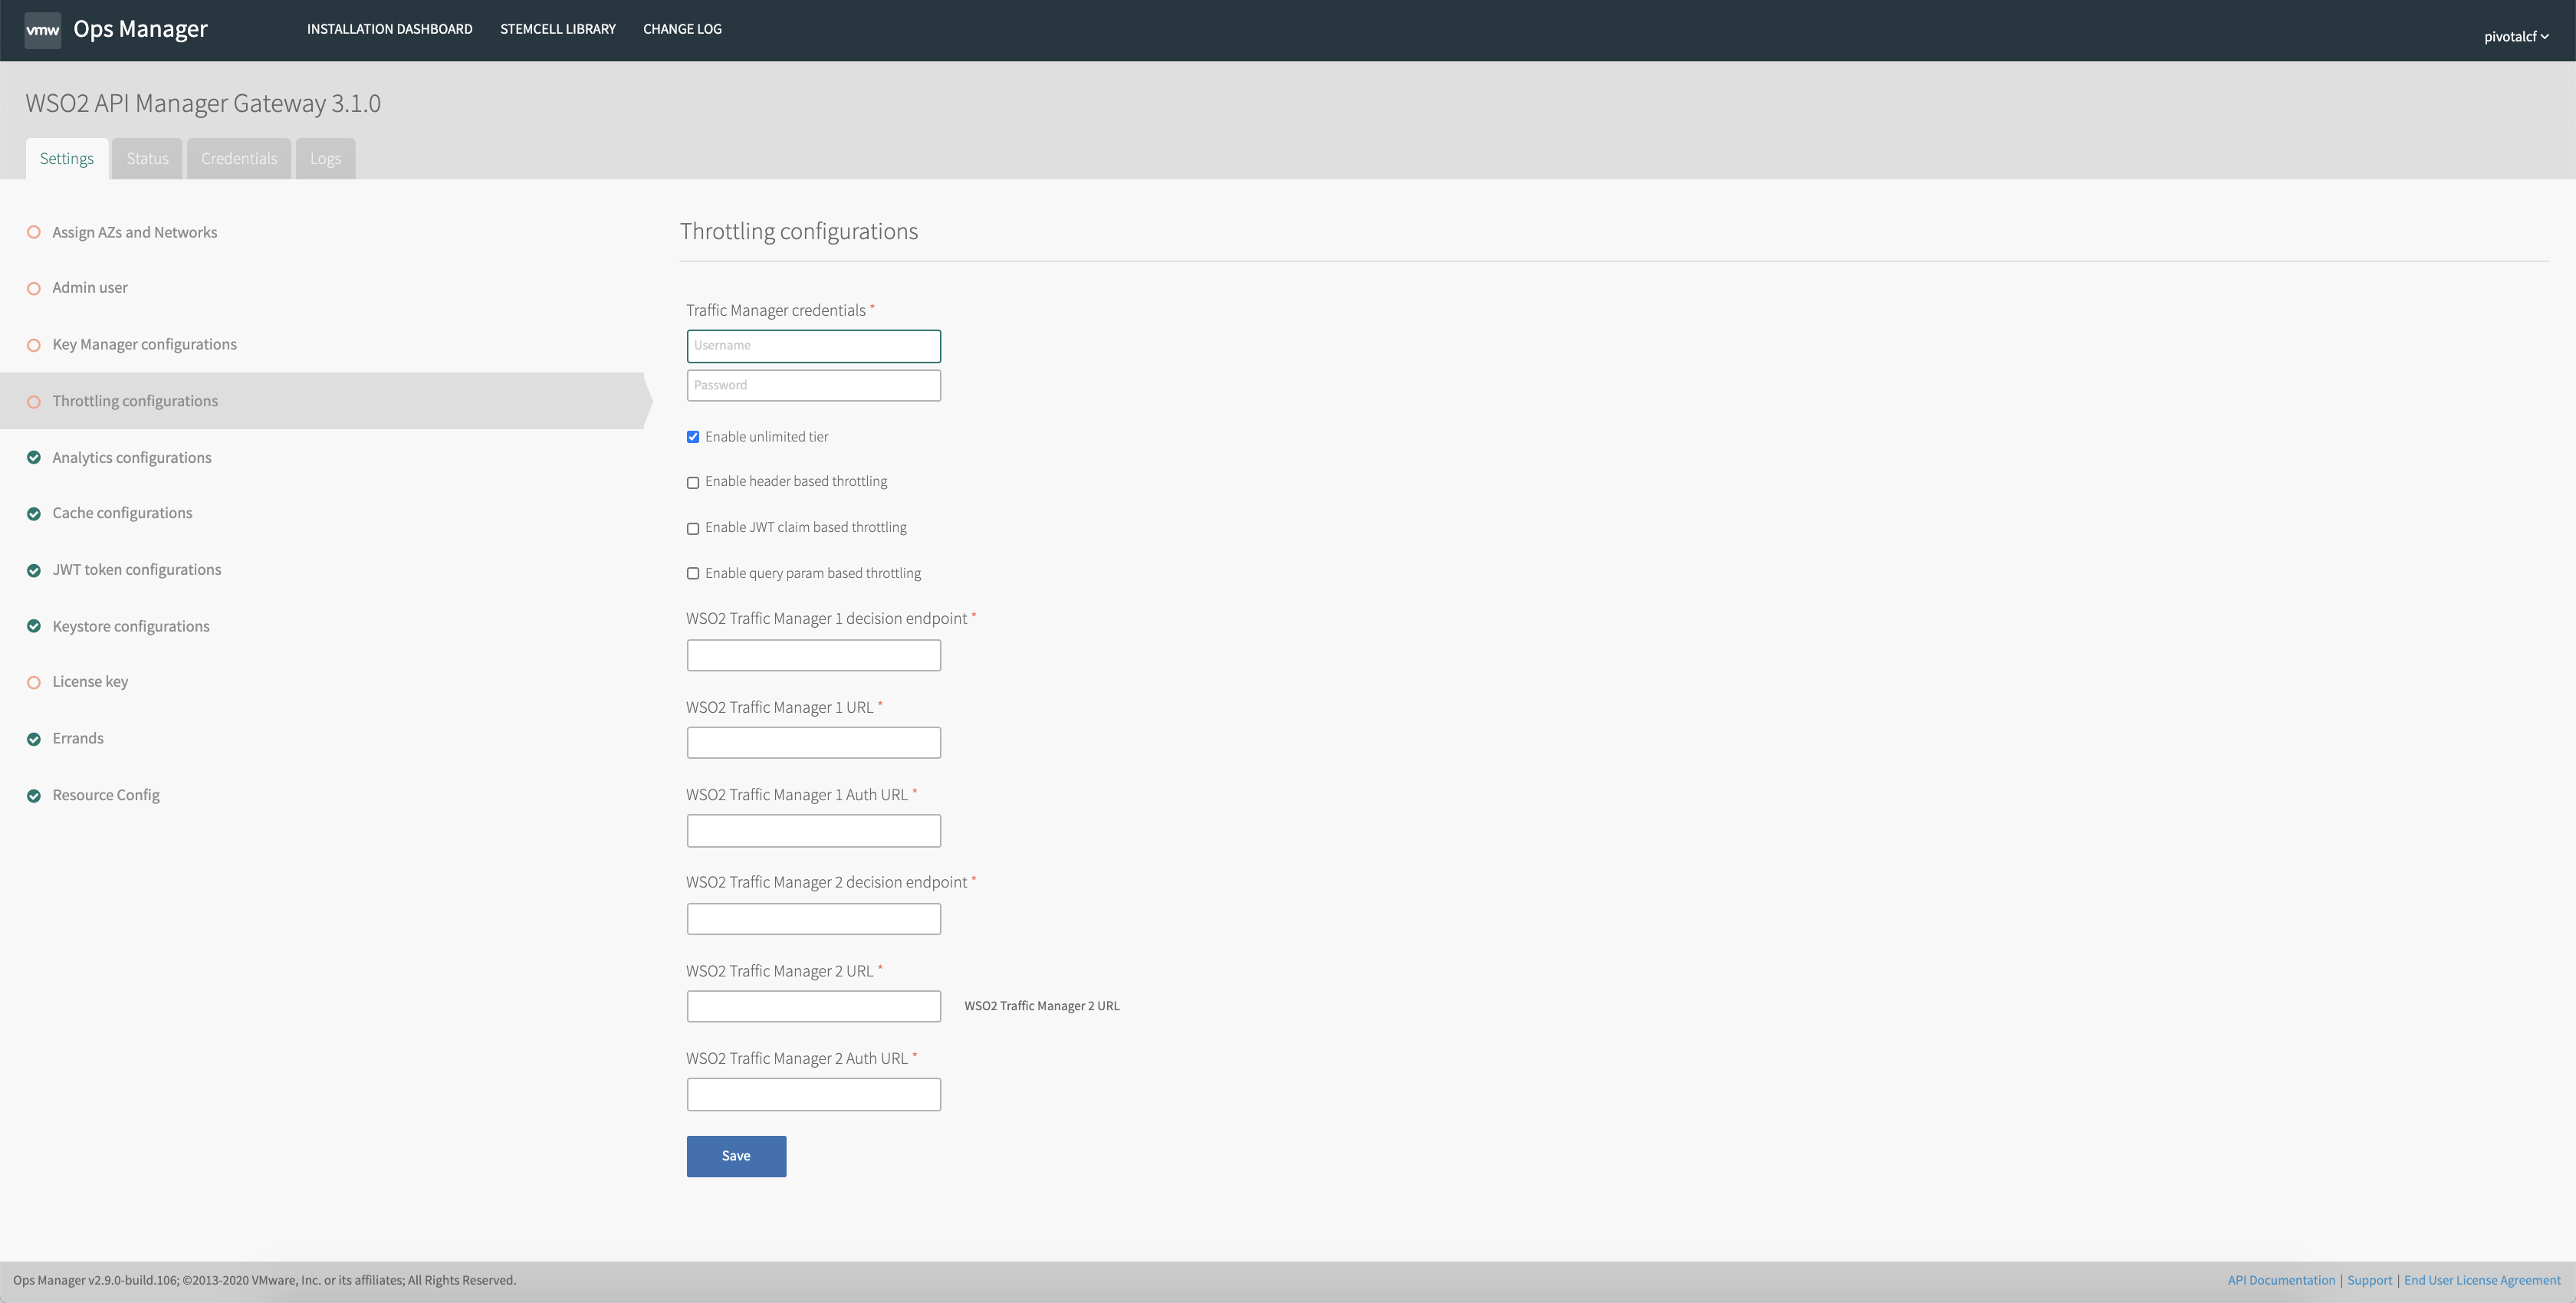 vmw Ops Manager INSTALLATION DASHBOARD STEMCELL LIBRARY CHANGE LOG pivotalcf
WSO2 API Manager Gateway 3.1.0
Settings Status Credentials Logs
Assign AZs and Networks
Admin user
Key Manager configurations
Throttling configurations
Analytics configurations
Cache configurations
JWT token configurations
Keystore configurations
License key
Errands
Resource Config
Throttling configurations
Traffic Manager credentials *
Username
Password
Enable unlimited tier
Enable header based throttling
Enable JWT claim based throttling
Enable query param based throttling
WSO2 Traffic Manager 1 decision endpoint *
WSO2 Traffic Manager 1 URL *
WSO2 Traffic Manager 1 Auth URL *
WSO2 Traffic Manager 2 decision endpoint *
WSO2 Traffic Manager 2 URL *
WSO2 Traffic Manager 2 URL
WSO2 Traffic Manager 2 Auth URL *
Save
Ops Manager v2.9.0-build.106; ©2013-2020 VMware, Inc. or its affiliates; All Rights Reserved. API Documentation | Support | End User License Agreement